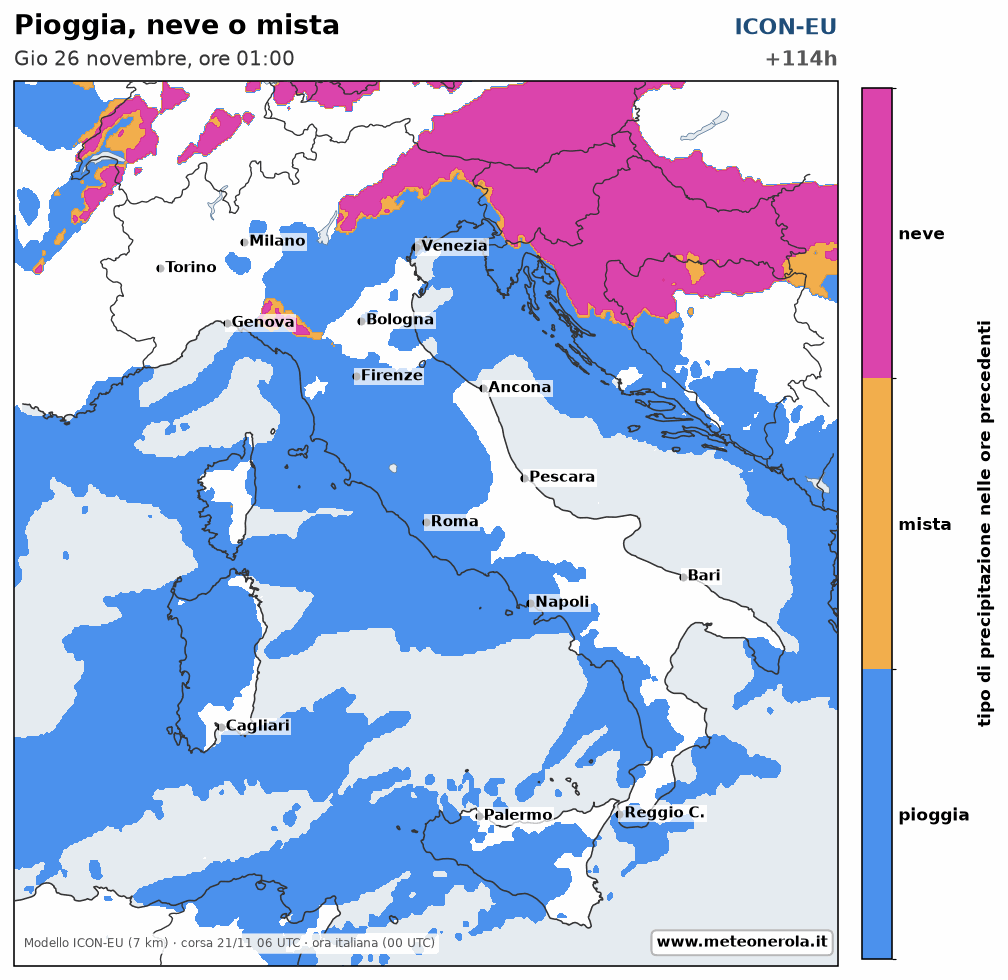 Pioggia, neve o mista
ICON-EU
Gio 26 novembre, ore 01:00
+114h
neve
Milano
Venezia
Torino
Genova
Bologna
Firenze
Ancona
Pescara
Roma
mista
Bari
Napoli
Cagliari
Palermo
Reggio C.
pioggia
tipo di precipitazione nelle ore precedenti
Modello ICON-EU (7 km) · corsa 21/11 06 UTC · ora italiana (00 UTC)
www.meteonerola.it